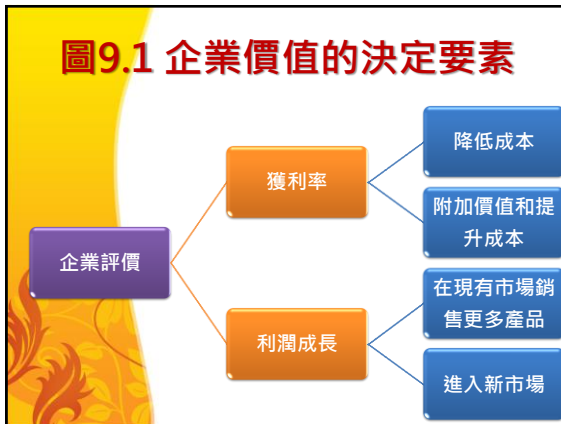 圖9.1 企業價值的決定要素
企業評價
獲利率
降低成本
附加價值和提
升成本
利潤成長
在現有市場銷
售更多產品
進入新市場